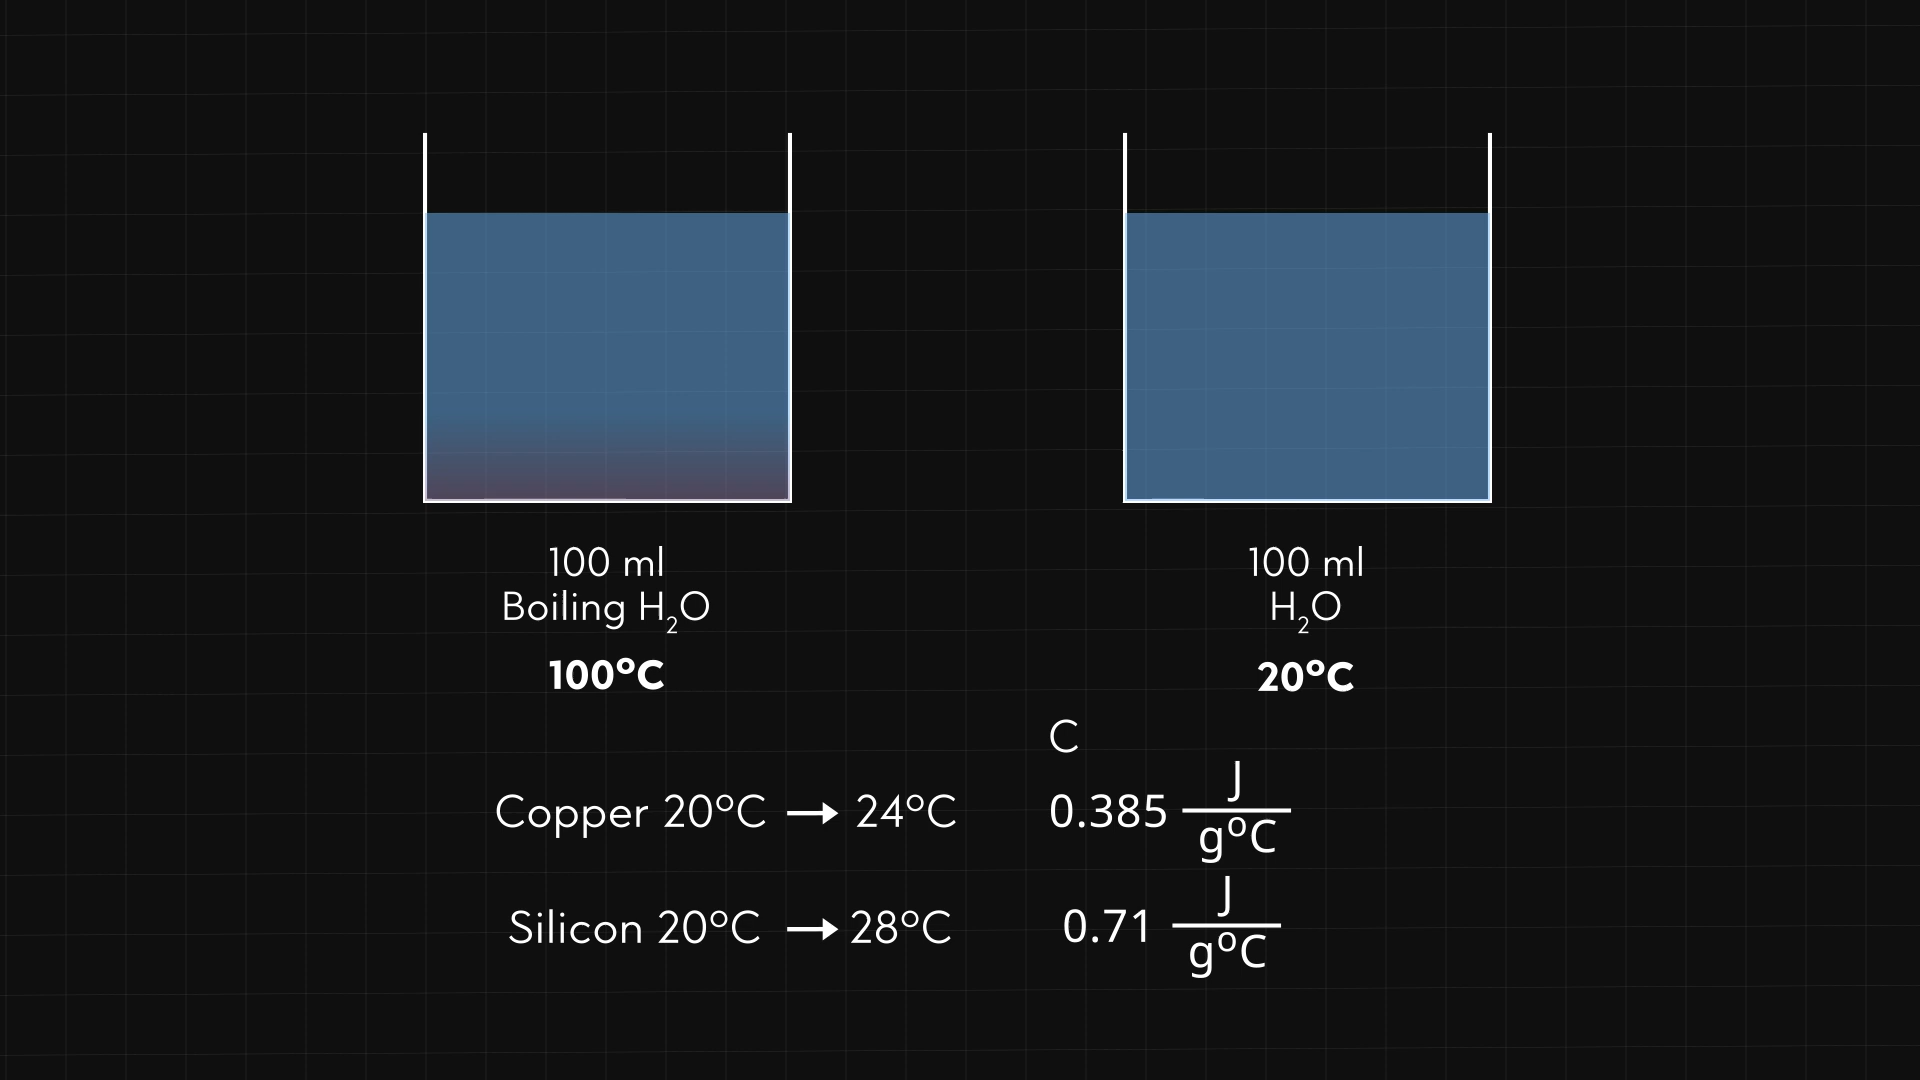 100 ml
Boiling H₂O
100°C
100 ml
H₂O
20°C
C
Copper 20°C → 24°C 0.385 J/g°C
Silicon 20°C → 28°C 0.71 J/g°C